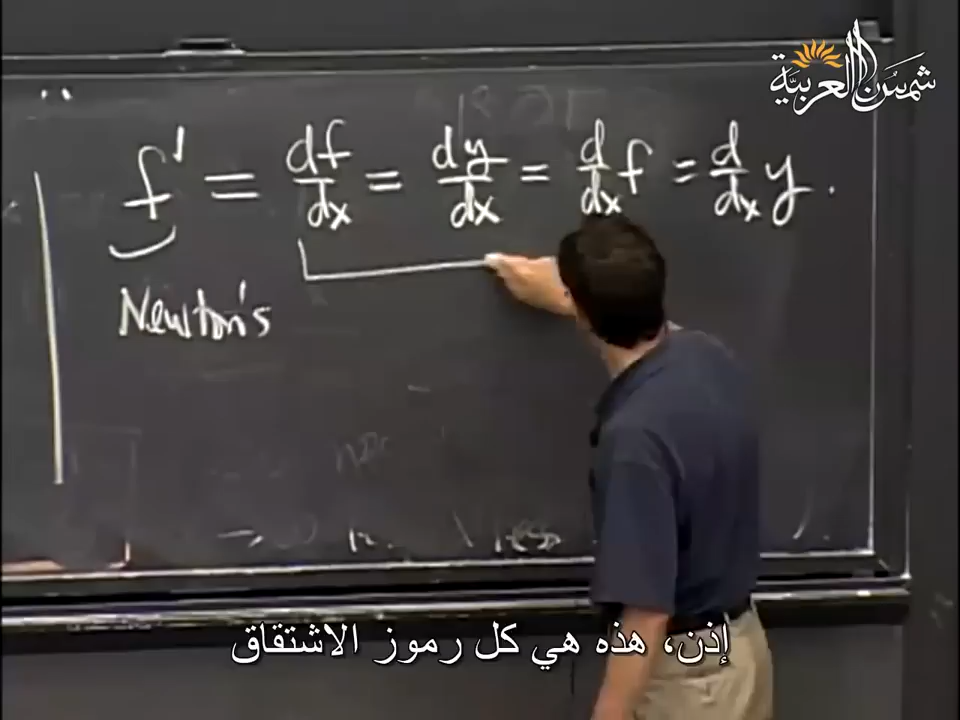 شمس العربية
f' = df/dx = dy/dx = d/dx f = d/dx y .
Newton's
إذن، هذه هي كل رموز الاشتقاق